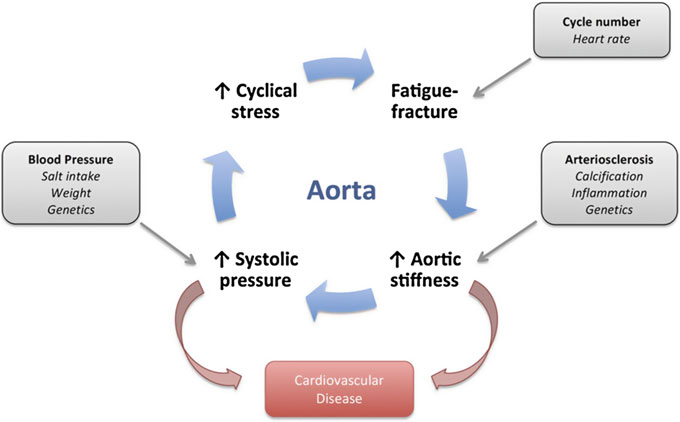 Cycle number
Heart rate
↑ Cyclical
stress
Fatigue-
fracture
Blood Pressure
Salt intake
Weight
Genetics
Aorta
Arteriosclerosis
Calcification
Inflammation
Genetics
↑ Systolic
pressure
↑ Aortic
stiffness
Cardiovascular
Disease